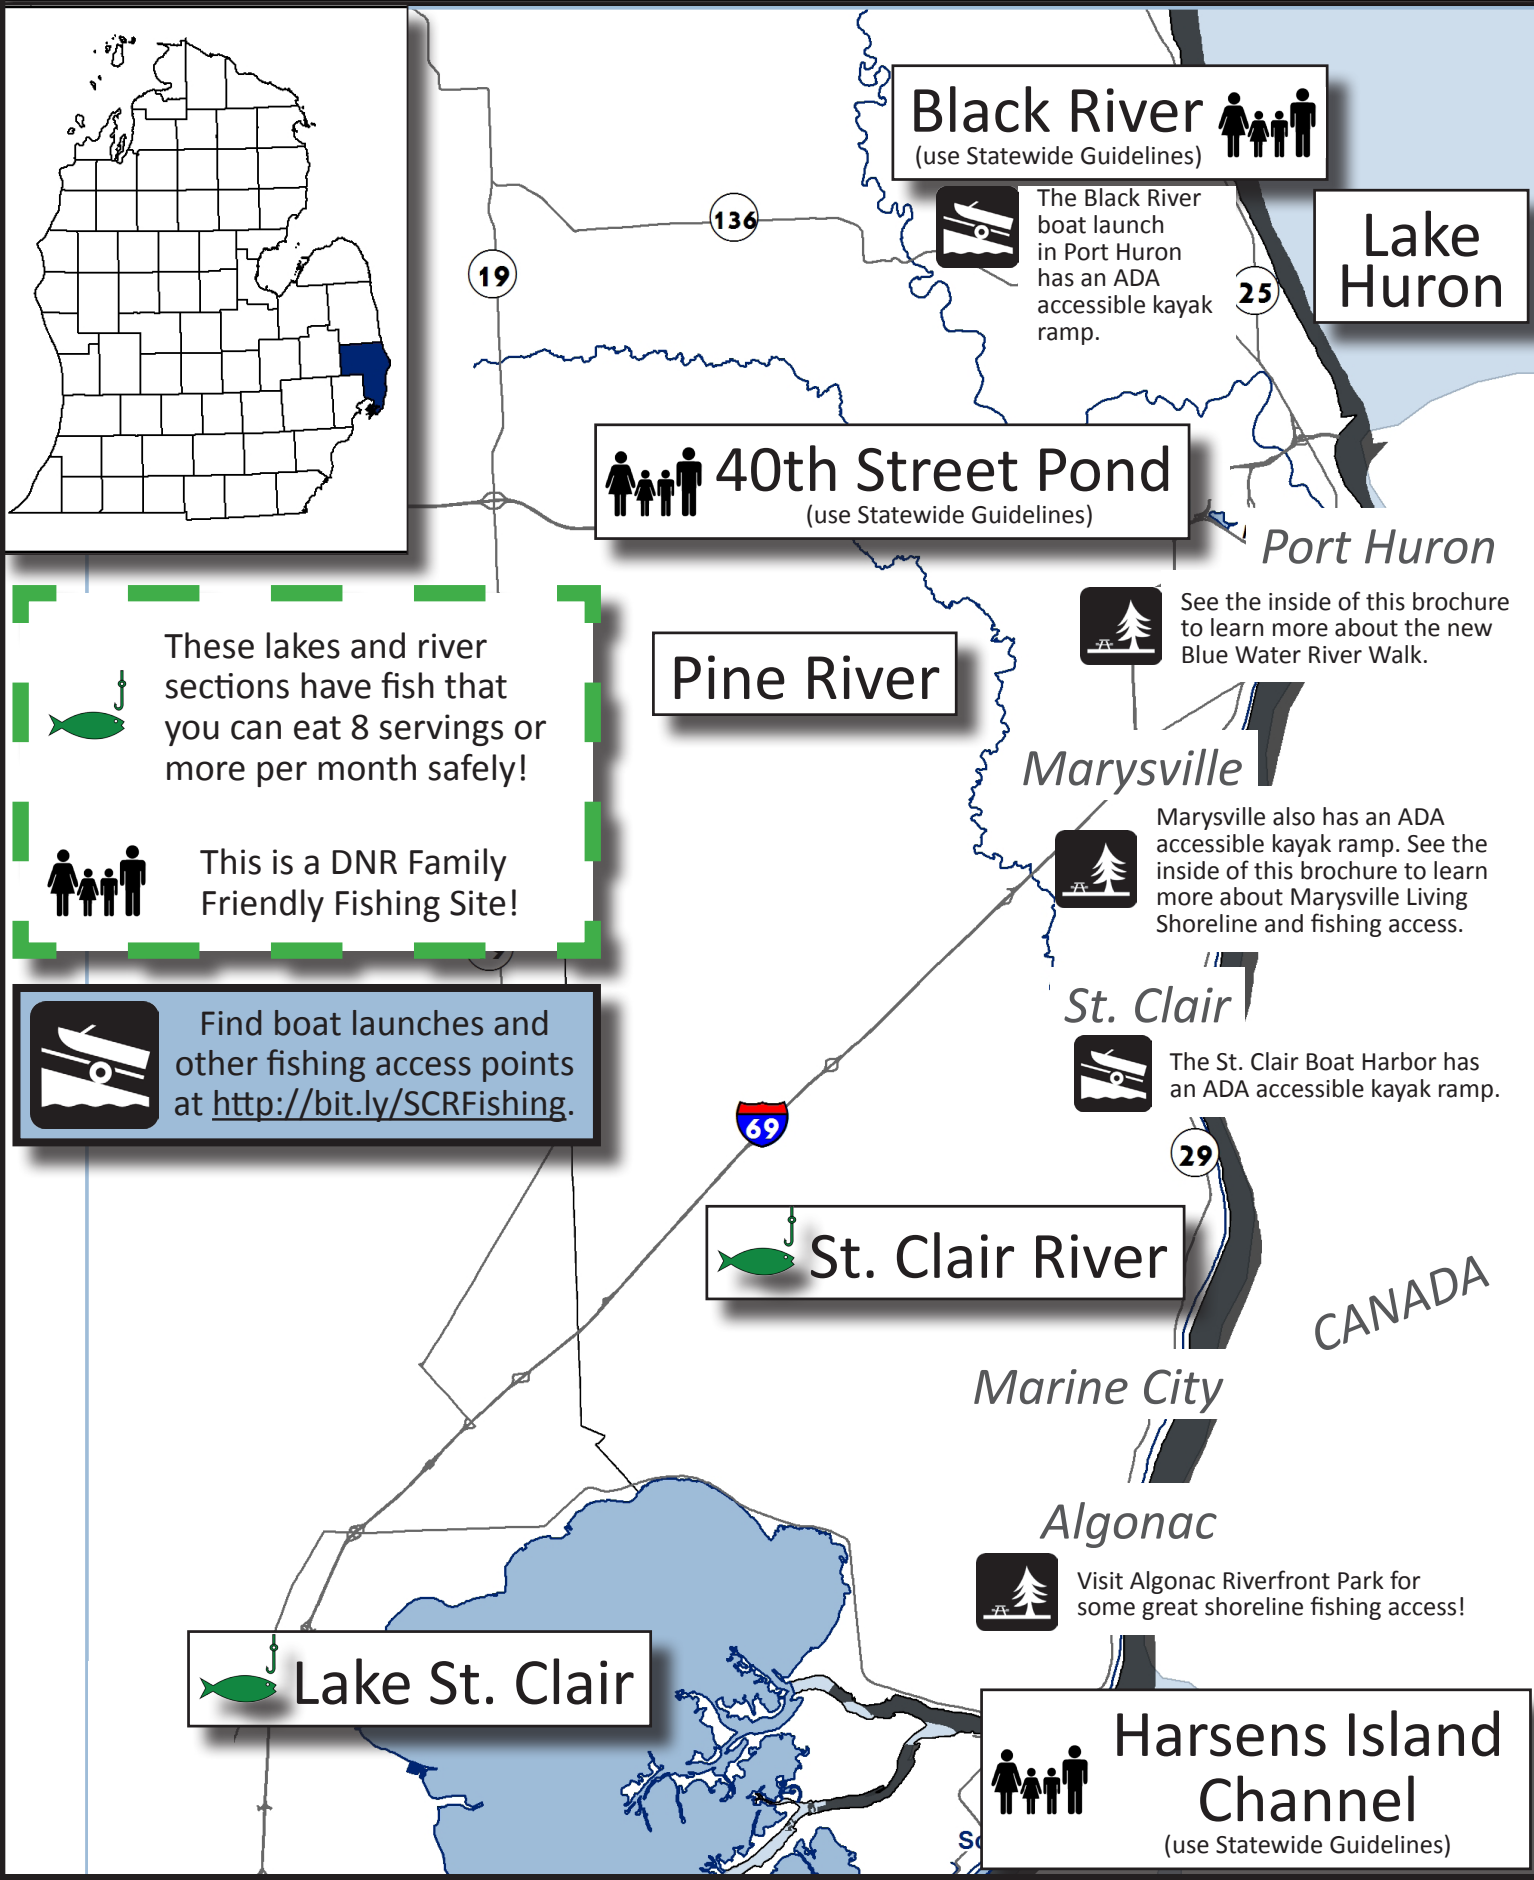 Black River
(use Statewide Guidelines)
The Black River
boat launch
in Port Huron
has an ADA
accessible kayak
ramp.
Lake
Huron
136
19
25
40th Street Pond
(use Statewide Guidelines)
Port Huron
See the inside of this brochure
to learn more about the new
Blue Water River Walk.
These lakes and river
sections have fish that
you can eat 8 servings or
more per month safely!
This is a DNR Family
Friendly Fishing Site!
Pine River
Marysville
Marysville also has an ADA
accessible kayak ramp. See the
inside of this brochure to learn
more about Marysville Living
Shoreline and fishing access.
Find boat launches and
other fishing access points
at http://bit.ly/SCRFishing.
St. Clair
The St. Clair Boat Harbor has
an ADA accessible kayak ramp.
69
29
St. Clair River
CANADA
Marine City
Algonac
Visit Algonac Riverfront Park for
some great shoreline fishing access!
Lake St. Clair
Harsens Island
Channel
(use Statewide Guidelines)